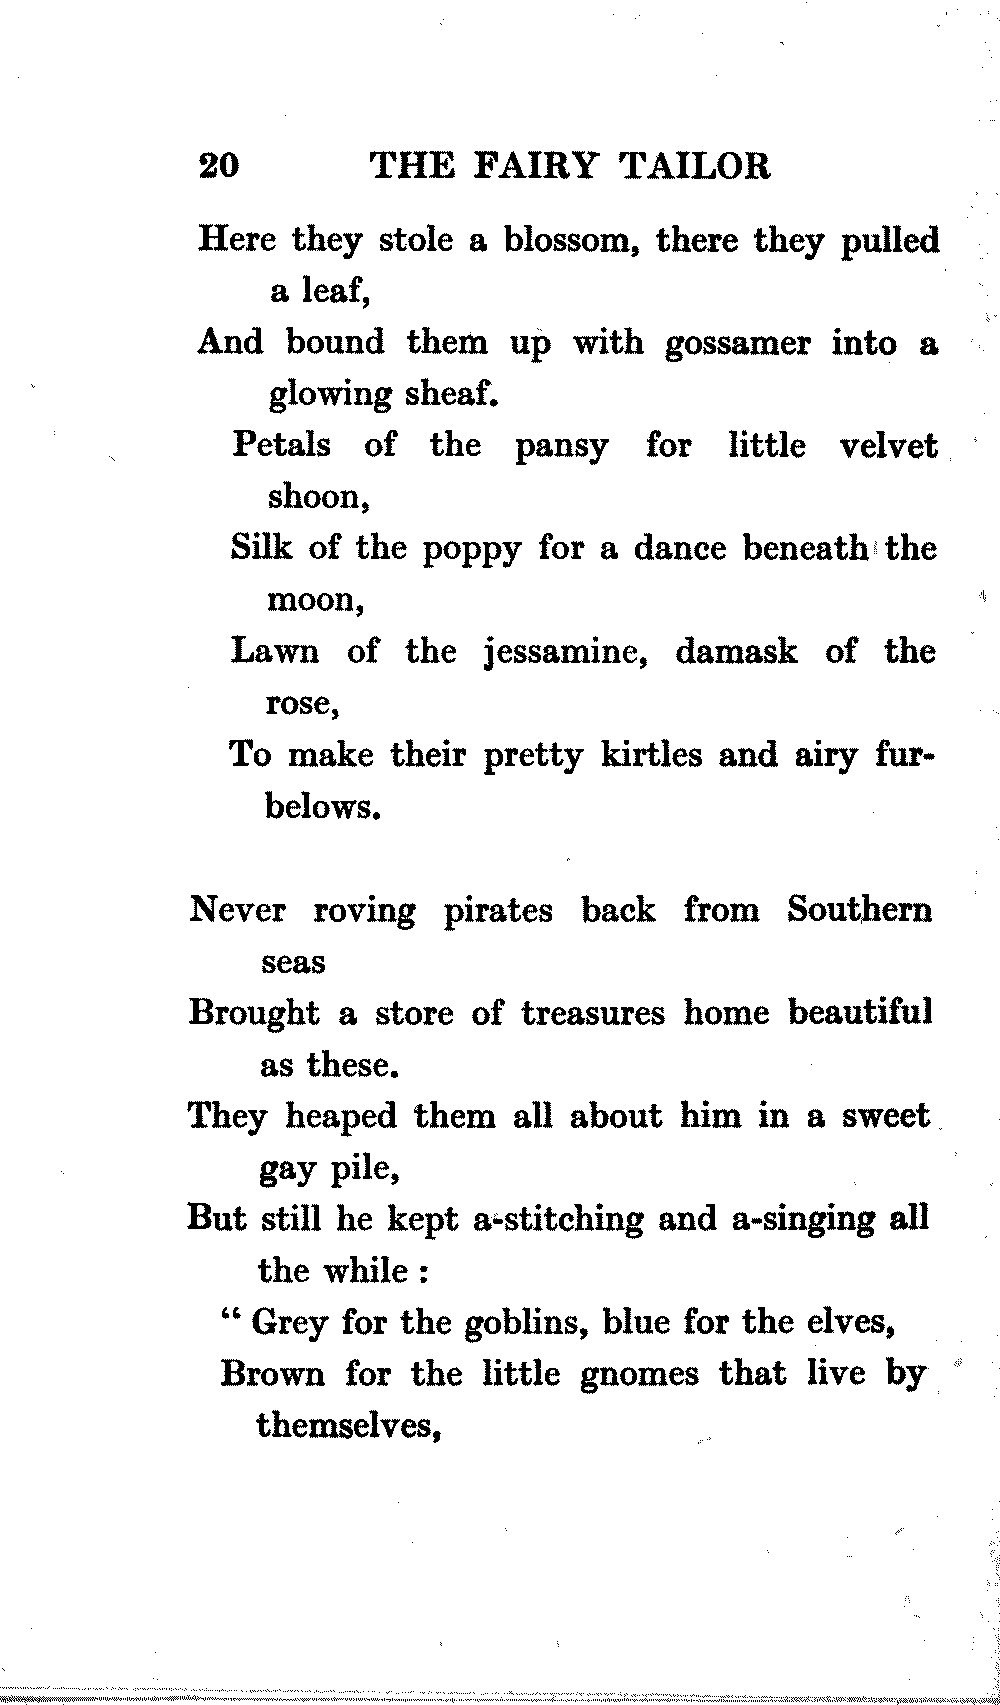 20 THE FAIRY TAILOR
Here they stole a blossom, there they pulled
a leaf,
And bound them up with gossamer into a
glowing sheaf.
Petals of the pansy for little velvet
shoon,
Silk of the poppy for a dance beneath the
moon,
Lawn of the jessamine, damask of the
rose,
To make their pretty kirtles and airy fur-
belows.
Never roving pirates back from Southern
seas
Brought a store of treasures home beautiful
as these.
They heaped them all about him in a sweet
gay pile,
But still he kept a-stitching and a-singing all
the while :
“ Grey for the goblins, blue for the elves,
Brown for the little gnomes that live by
themselves,